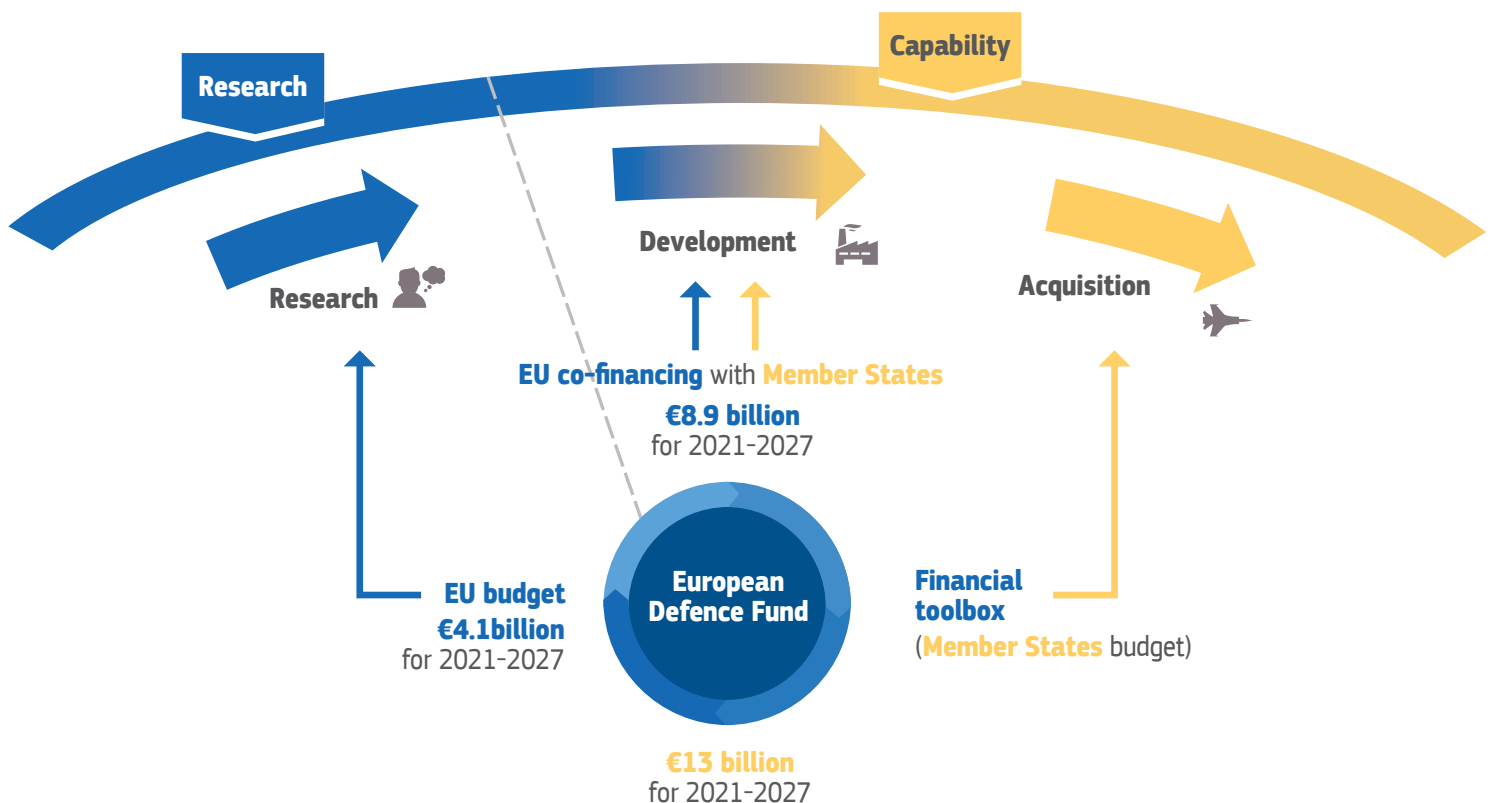 Research
Capability
Research
Development
Acquisition
EU co-financing with Member States
€8.9 billion
for 2021-2027
EU budget
€4.1billion
for 2021-2027
European
Defence Fund
Financial
toolbox
(Member States budget)
€13 billion
for 2021-2027